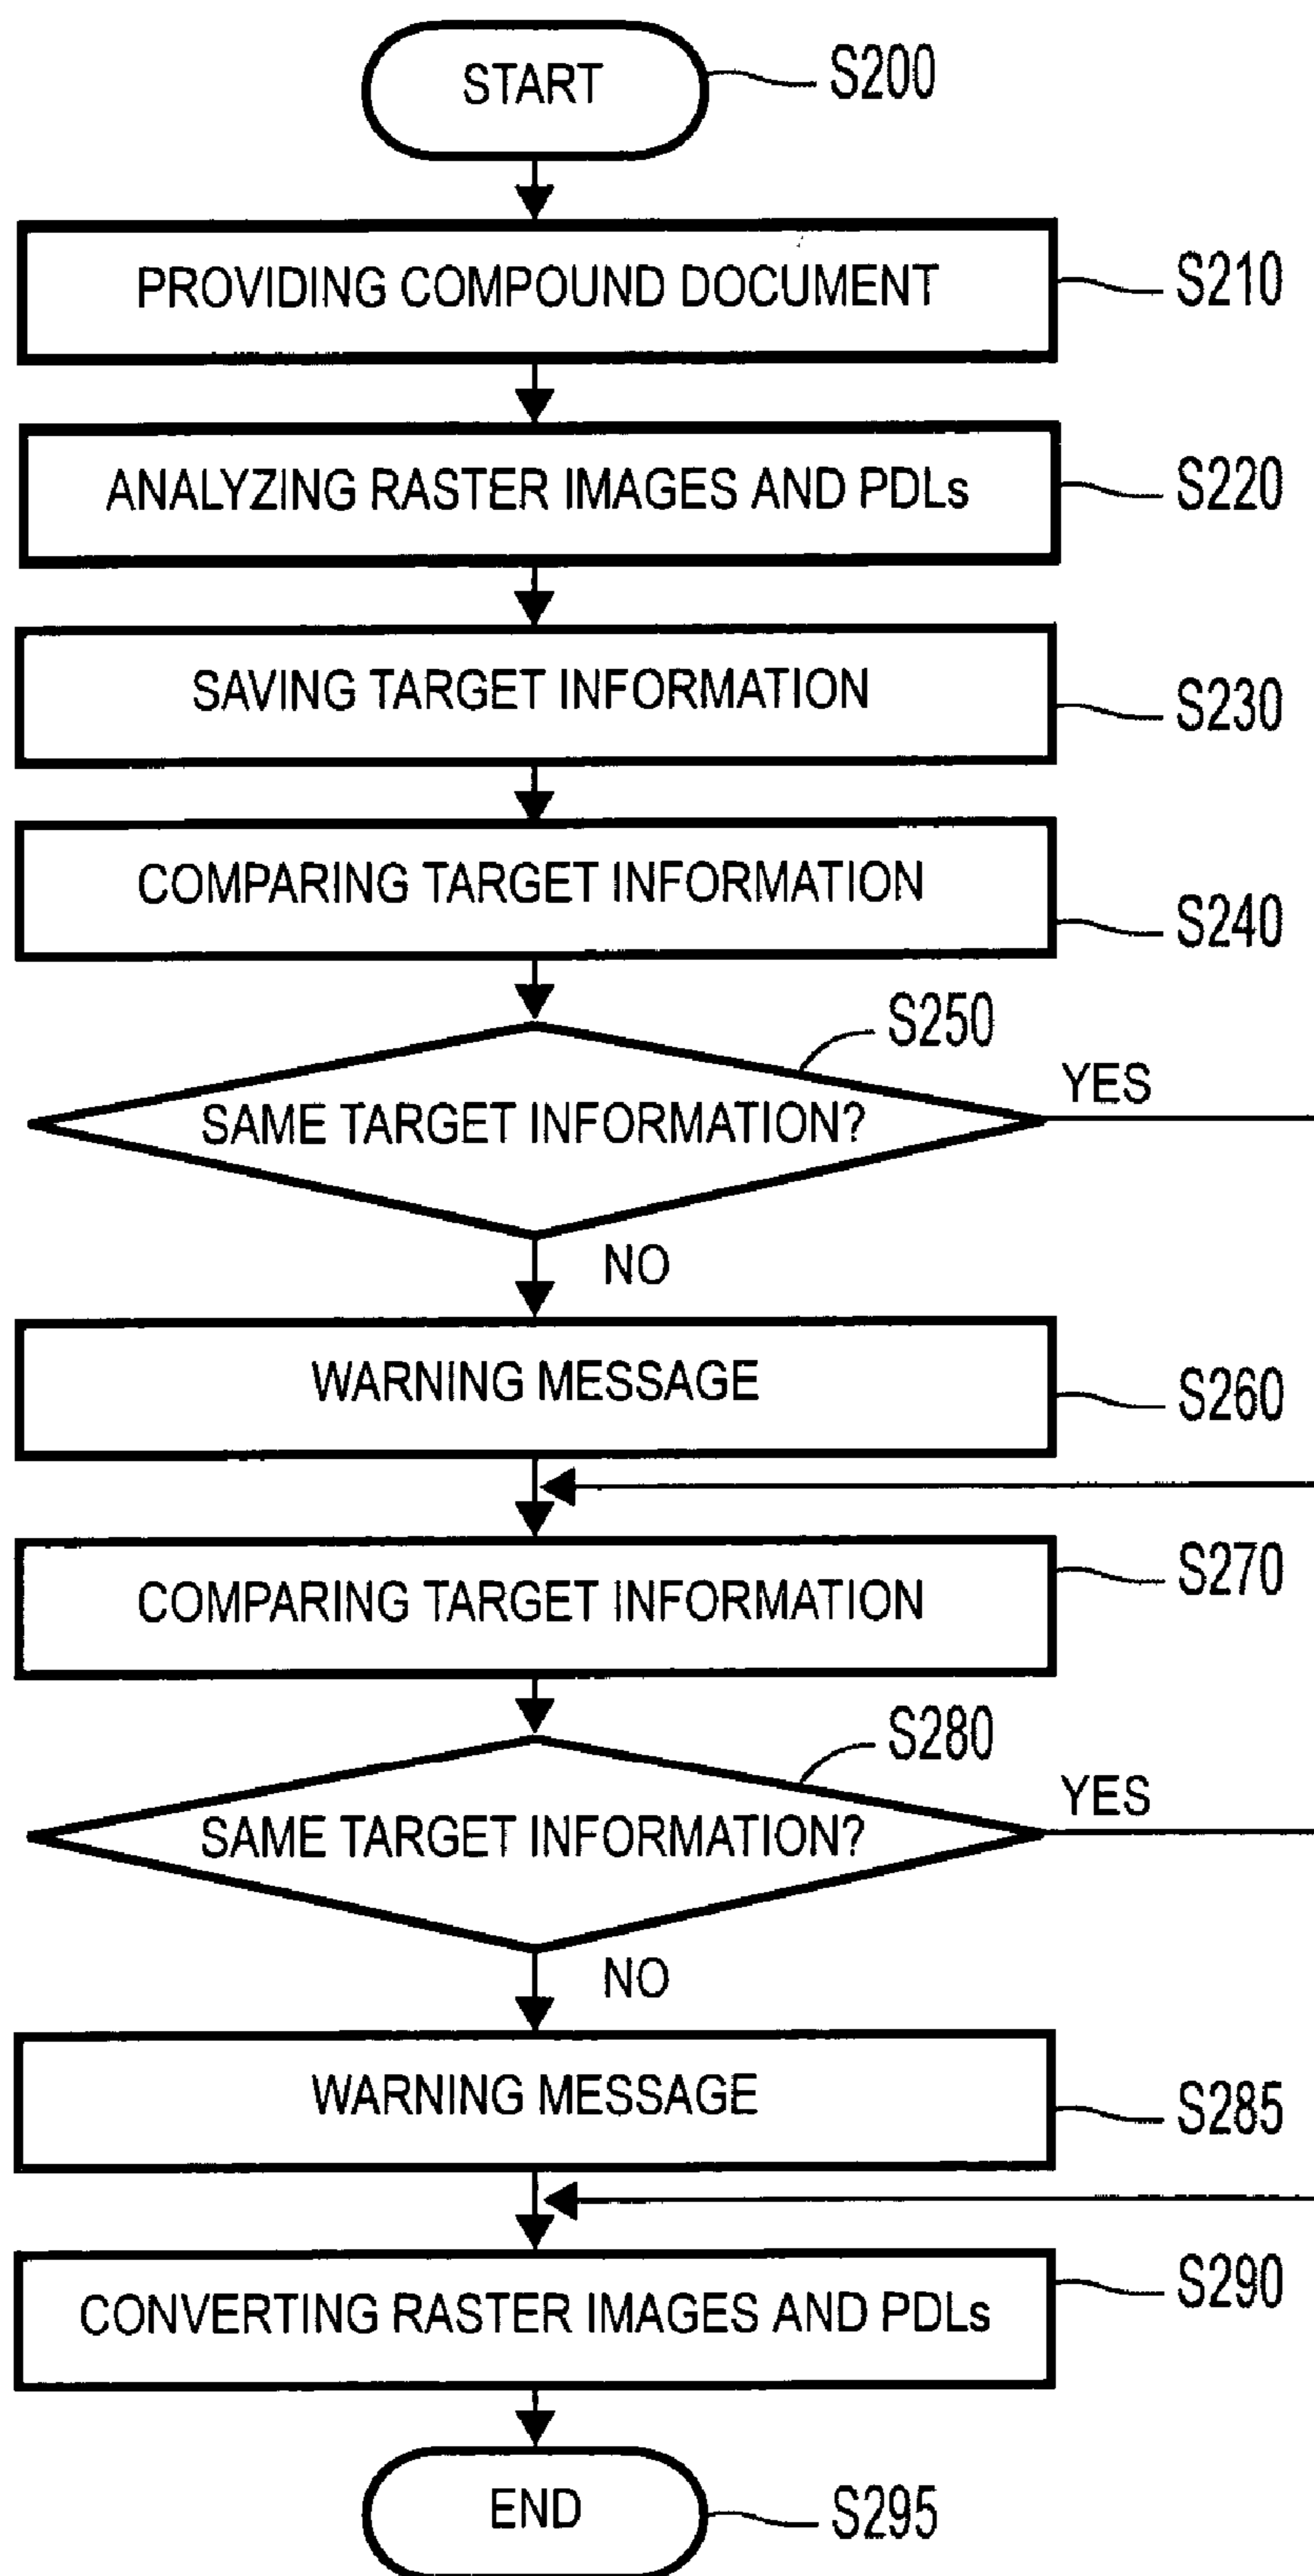 START
S200
PROVIDING COMPOUND DOCUMENT
S210
ANALYZING RASTER IMAGES AND PDLs
S220
SAVING TARGET INFORMATION
S230
COMPARING TARGET INFORMATION
S240
S250
SAME TARGET INFORMATION?
YES
NO
WARNING MESSAGE
S260
COMPARING TARGET INFORMATION
S270
S280
SAME TARGET INFORMATION?
YES
NO
WARNING MESSAGE
S285
CONVERTING RASTER IMAGES AND PDLs
S290
END
S295